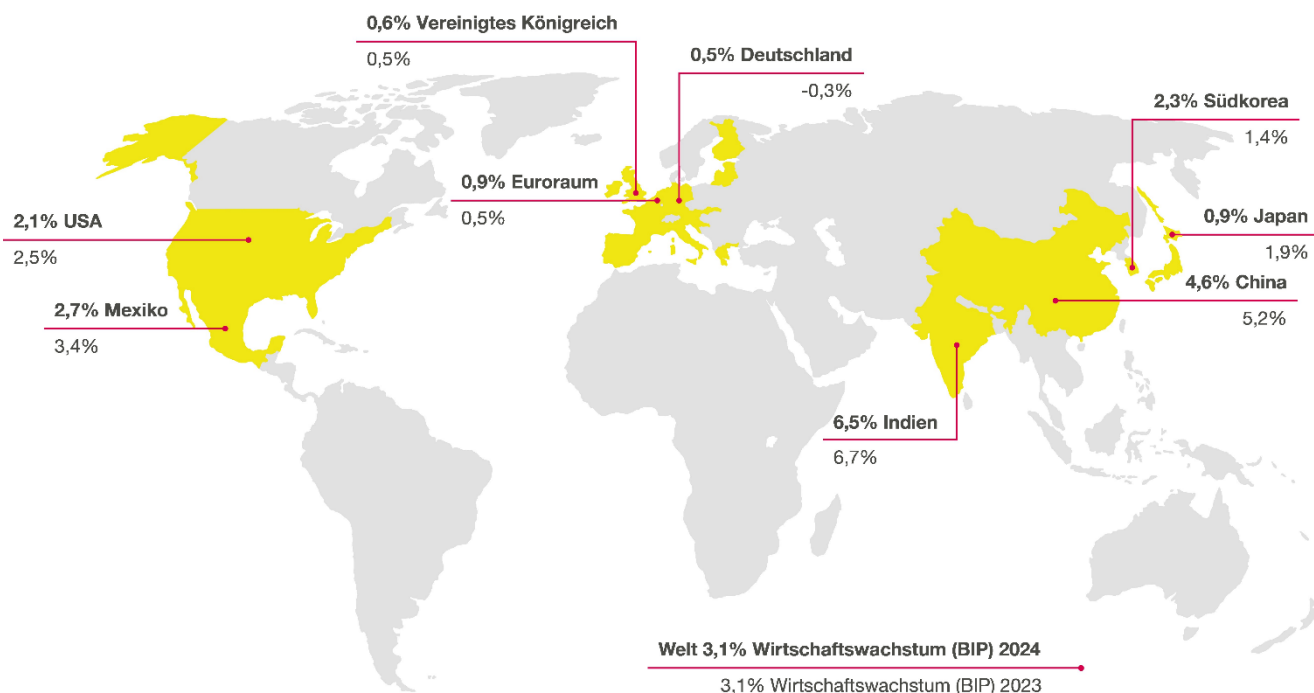 0,6% Vereinigtes Königreich
0,5%
0,5% Deutschland
-0,3%
2,3% Südkorea
1,4%
0,9% Euroraum
0,5%
2,1% USA
2,5%
0,9% Japan
1,9%
4,6% China
5,2%
2,7% Mexiko
3,4%
6,5% Indien
6,7%
Welt 3,1% Wirtschaftswachstum (BIP) 2024
3,1% Wirtschaftswachstum (BIP) 2023